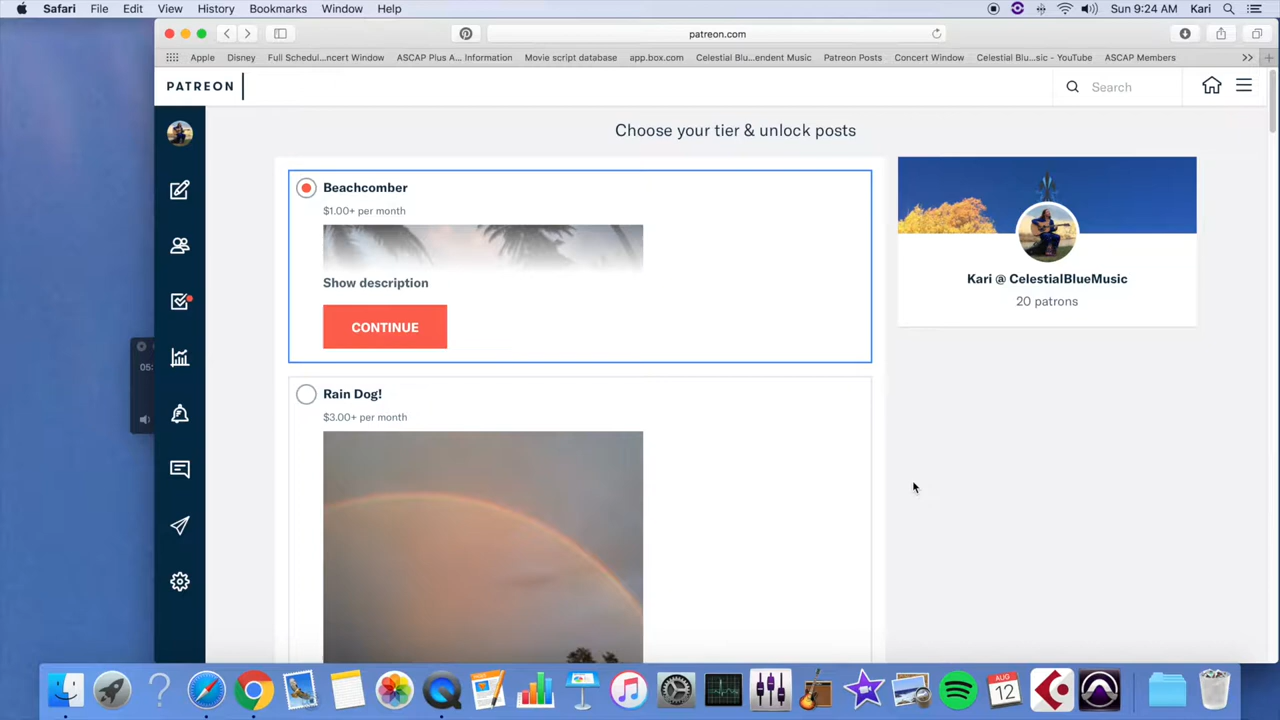 Safari File Edit View History Bookmarks Window Help Sun 9:24 AM Kari
patreon.com
Apple Disney Full Schedul...ncert Window ASCAP Plus A... Information Movie script database app.box.com Celestial Blu...endent Music Patreon Posts Concert Window Celestial Blu...sic - YouTube ASCAP Members
PATREON Search
Choose your tier & unlock posts
Beachcomber
$1.00+ per month
Show description
CONTINUE
Kari @ CelestialBlueMusic
20 patrons
05:
Rain Dog!
$3.00+ per month
AUG
12